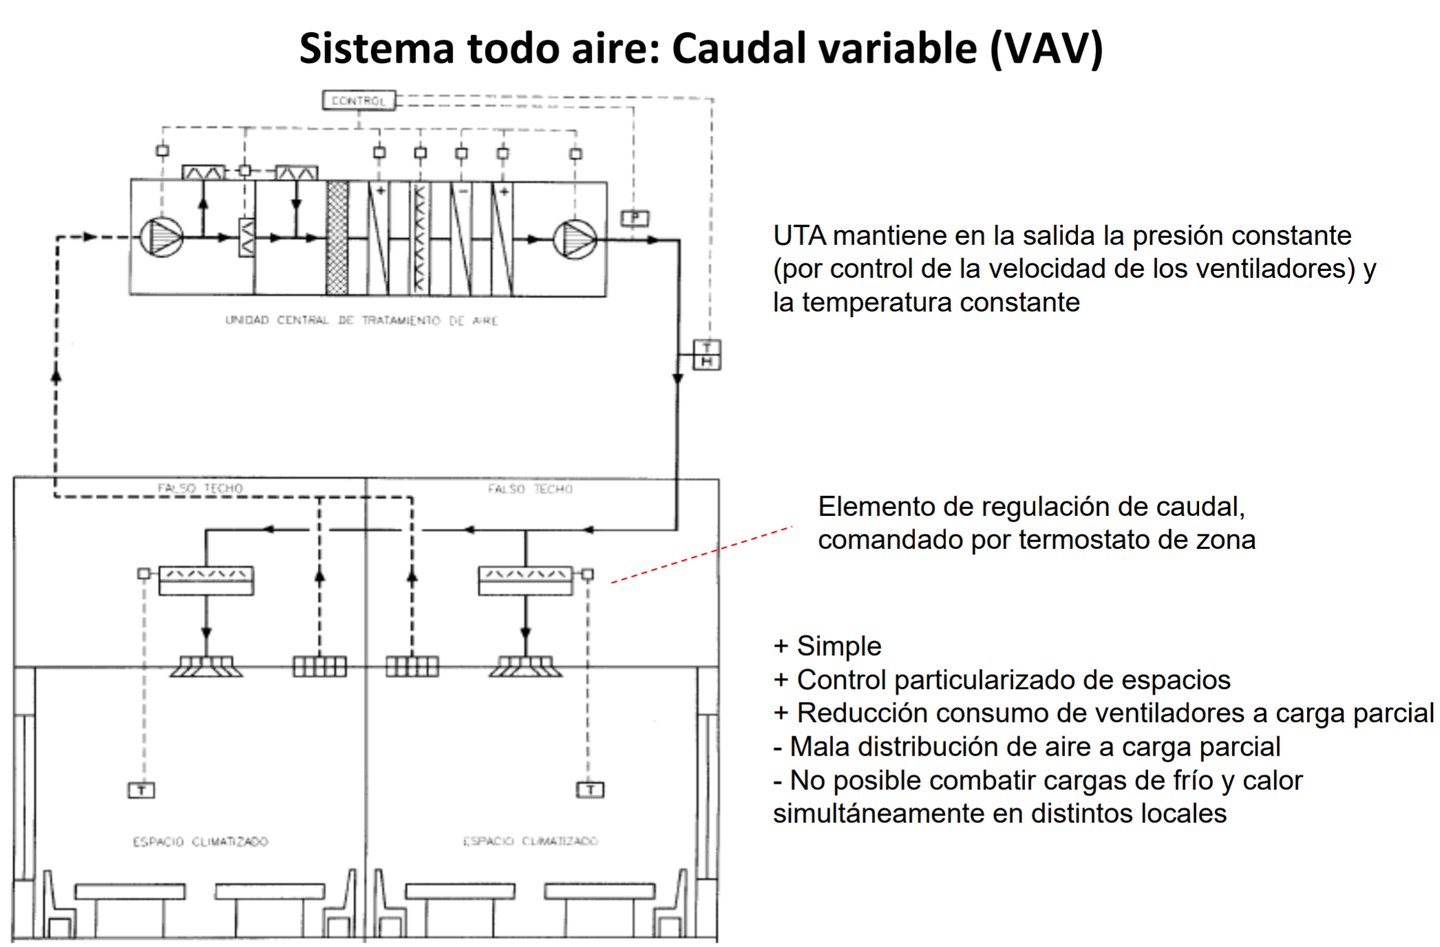 Sistema todo aire: Caudal variable (VAV)
CONTROL
+
-
+
P
UNIDAD CENTRAL DE TRATAMIENTO DE AIRE
T
H
UTA mantiene en la salida la presión constante
(por control de la velocidad de los ventiladores) y
la temperatura constante
FALSO TECHO
FALSO TECHO
Elemento de regulación de caudal,
comandado por termostato de zona
+ Simple
+ Control particularizado de espacios
+ Reducción consumo de ventiladores a carga parcial
- Mala distribución de aire a carga parcial
- No posible combatir cargas de frío y calor
simultáneamente en distintos locales
T
T
ESPACIO CLIMATIZADO
ESPACIO CLIMATIZADO